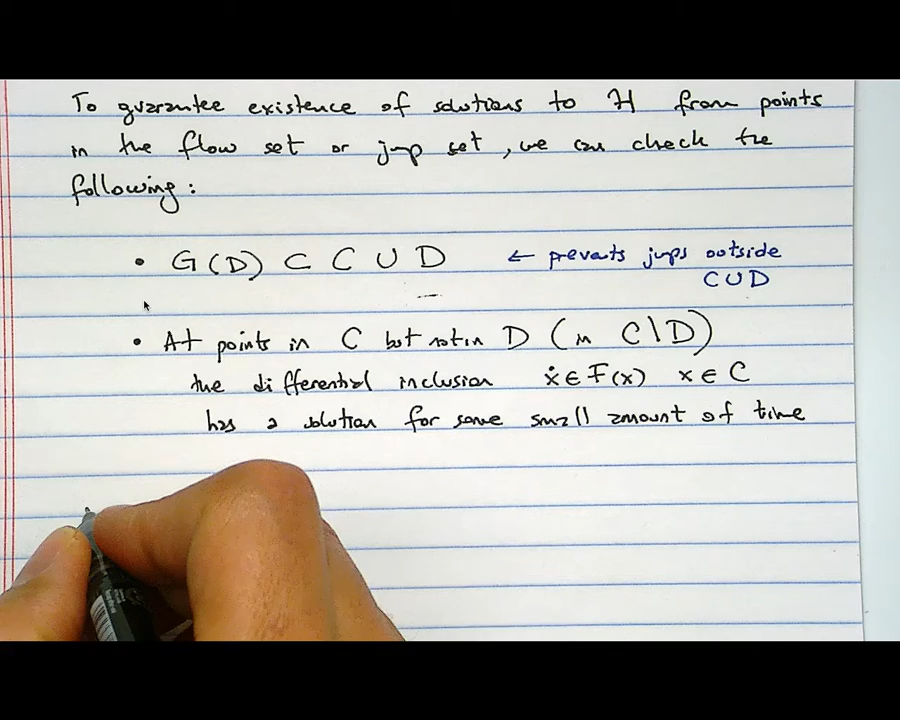 To guarantee existence of solutions to H from points
in the flow set or jump set, we can check the
following:
• G(D) ⊂ C ∪ D ← prevents jumps outside
C ∪ D
• At points in C but not in D (in C\D)
the differential inclusion ẋ ∈ F(x) x ∈ C
has a solution for some small amount of time